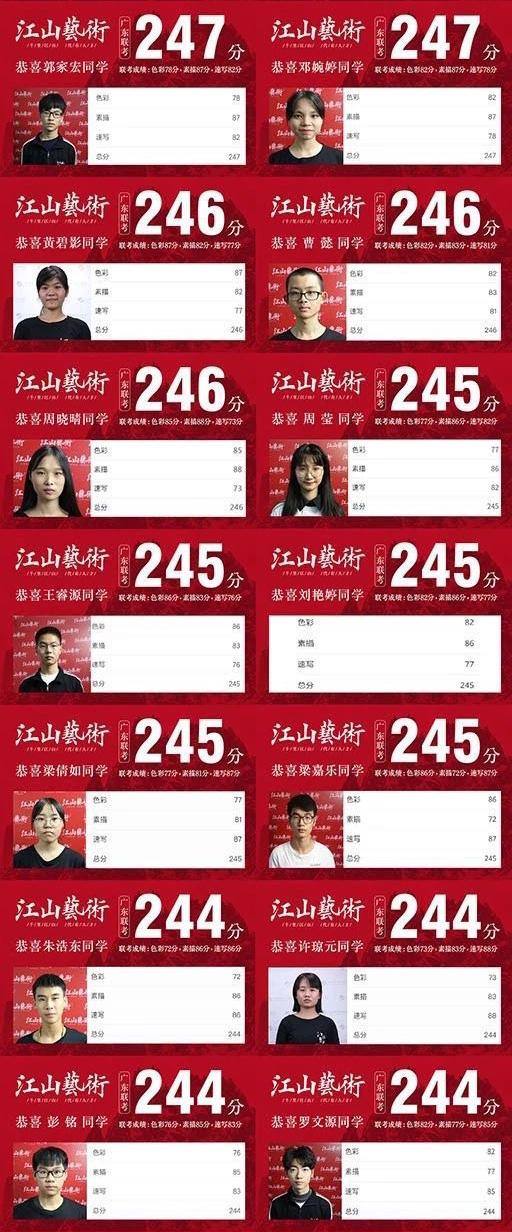 江山藝術
广东联考
247分
恭喜郭家宏同学
联考成绩:色彩78分,素描87分,速写82分
色彩 78
素描 87
速写 82
总分 247
江山藝術
广东联考
247分
恭喜邓婉婷同学
联考成绩:色彩82分,素描87分,速写78分
色彩 82
素描 87
速写 78
总分 247
江山藝術
广东联考
246分
恭喜黄碧影同学
联考成绩:色彩87分,素描82分,速写77分
色彩 87
素描 82
速写 77
总分 246
江山藝術
广东联考
246分
恭喜 曹 懿 同学
联考成绩:色彩82分,素描83分,速写81分
色彩 82
素描 83
速写 81
总分 246
江山藝術
广东联考
246分
恭喜周晓晴同学
联考成绩:色彩85分,素描88分,速写73分
色彩 85
素描 88
速写 73
总分 246
江山藝術
广东联考
245分
恭喜 周 莹 同学
联考成绩:色彩77分,素描86分,速写82分
色彩 77
素描 86
速写 82
总分 245
江山藝術
广东联考
245分
恭喜王睿源同学
联考成绩:色彩86分,素描83分,速写76分
色彩 86
素描 83
速写 76
总分 245
江山藝術
广东联考
245分
恭喜刘艳婷同学
联考成绩:色彩82分,素描86分,速写77分
色彩 82
素描 86
速写 77
总分 245
江山藝術
广东联考
245分
恭喜梁倩如同学
联考成绩:色彩77分,素描81分,速写87分
色彩 77
素描 81
速写 87
总分 245
江山藝術
广东联考
245分
恭喜梁嘉乐同学
联考成绩:色彩86分,素描72分,速写87分
色彩 86
素描 72
速写 87
总分 245
江山藝術
广东联考
244分
恭喜朱浩东同学
联考成绩:色彩72分,素描86分,速写86分
色彩 72
素描 86
速写 86
总分 244
江山藝術
广东联考
244分
恭喜许琼元同学
联考成绩:色彩73分,素描83分,速写88分
色彩 73
素描 83
速写 88
总分 244
江山藝術
广东联考
244分
恭喜 彭 铭 同学
联考成绩:色彩76分,素描85分,速写83分
色彩 76
素描 85
速写 83
总分 244
江山藝術
广东联考
244分
恭喜罗文源同学
联考成绩:色彩82分,素描77分,速写85分
色彩 82
素描 77
速写 85
总分 244